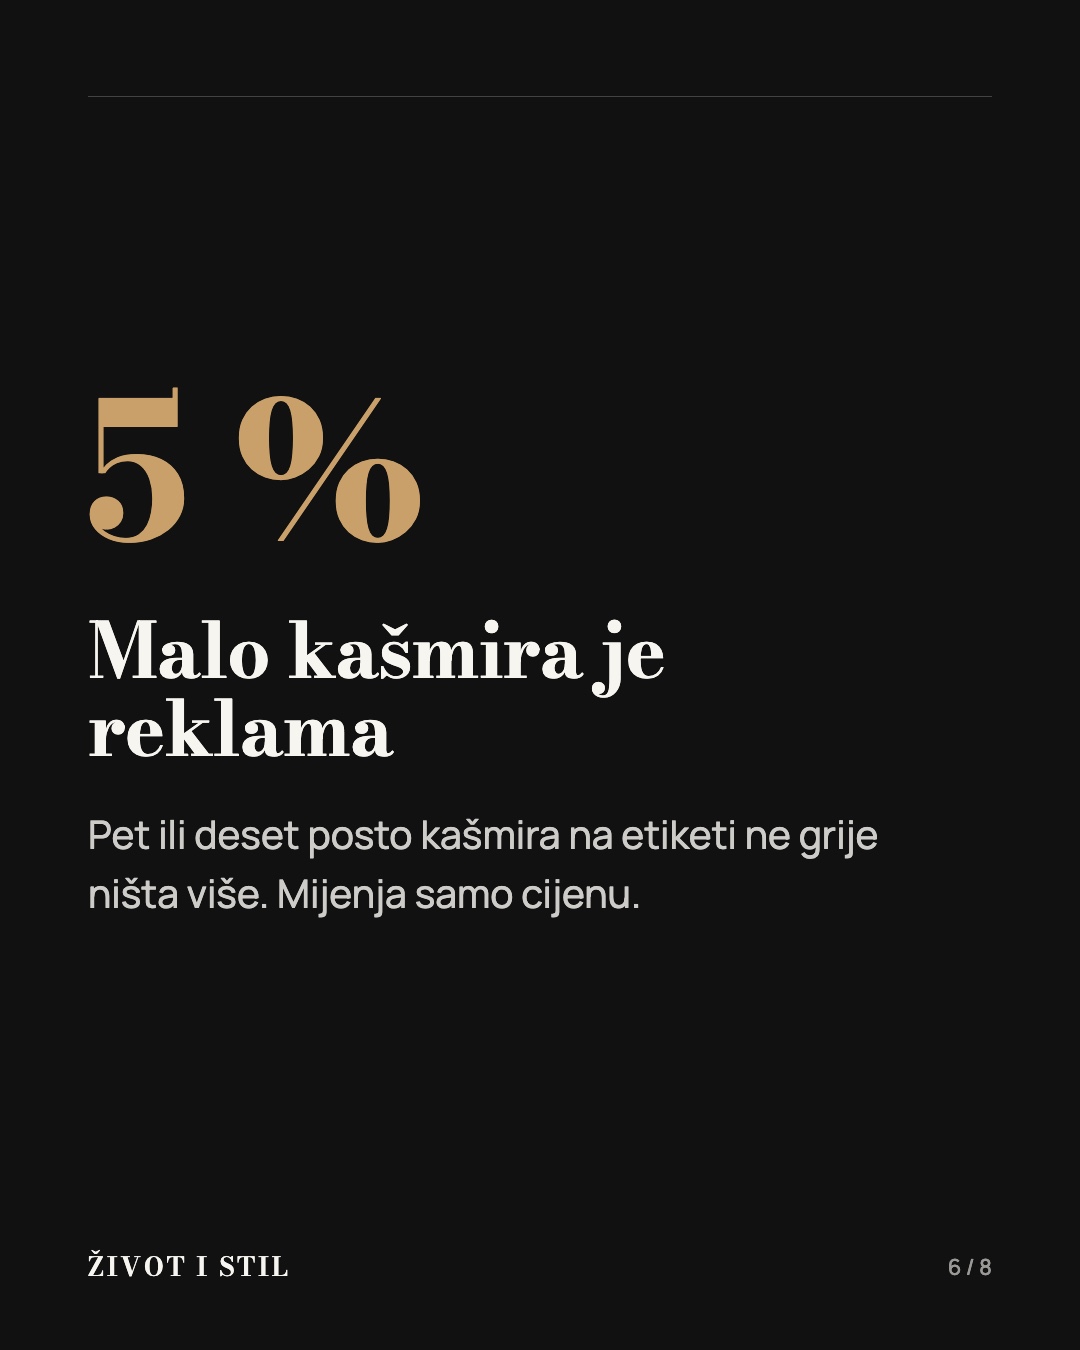 5 %
Malo kašmira je
reklama
Pet ili deset posto kašmira na etiketi ne grije
ništa više. Mijenja samo cijenu.
ŽIVOT I STIL
6 / 8